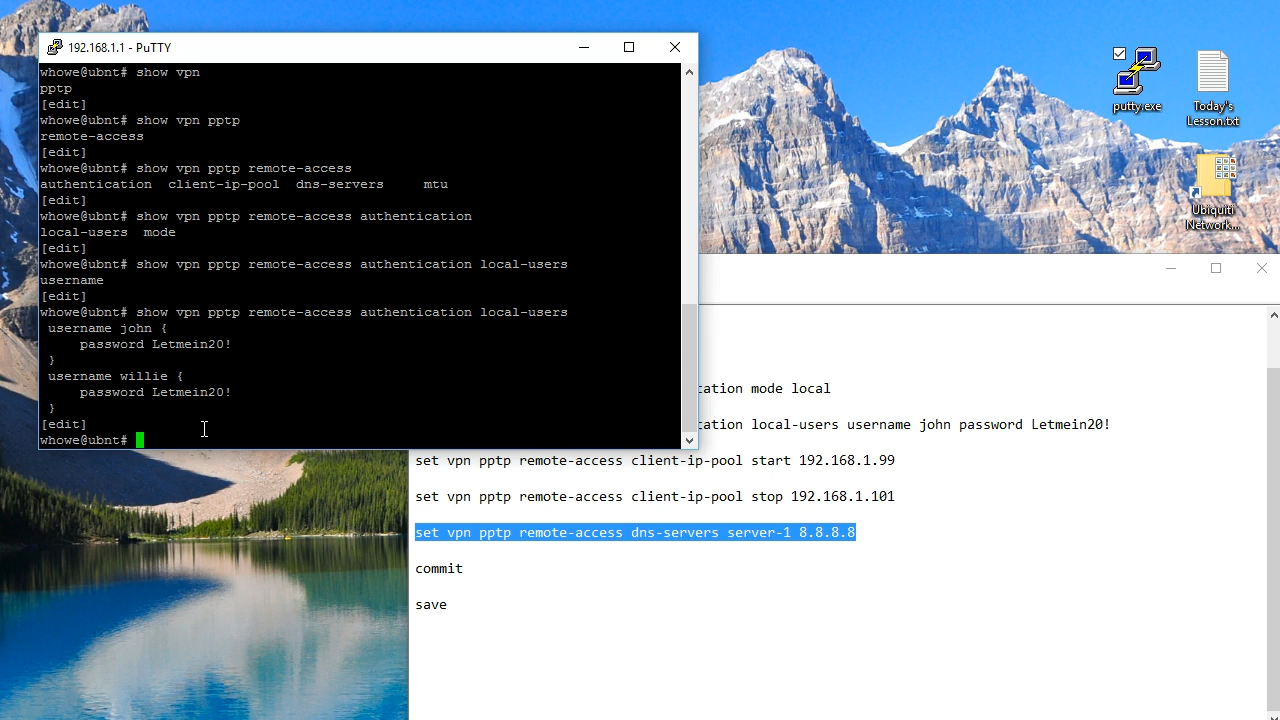 192.168.1.1 - PuTTY
whowe@ubnt# show vpn
pptp
[edit]
whowe@ubnt# show vpn pptp
remote-access
[edit]
whowe@ubnt# show vpn pptp remote-access
authentication  client-ip-pool  dns-servers     mtu
[edit]
whowe@ubnt# show vpn pptp remote-access authentication
local-users  mode
[edit]
whowe@ubnt# show vpn pptp remote-access authentication local-users
username
[edit]
whowe@ubnt# show vpn pptp remote-access authentication local-users
username john {
password Letmein20!
}
username willie {
password Letmein20!
}
[edit]
whowe@ubnt#
putty.exe
Today's
Lesson.txt
Ubiquiti
Network...
cation mode local
cation local-users username john password Letmein20!
set vpn pptp remote-access client-ip-pool start 192.168.1.99
set vpn pptp remote-access client-ip-pool stop 192.168.1.101
set vpn pptp remote-access dns-servers server-1 8.8.8.8
commit
save